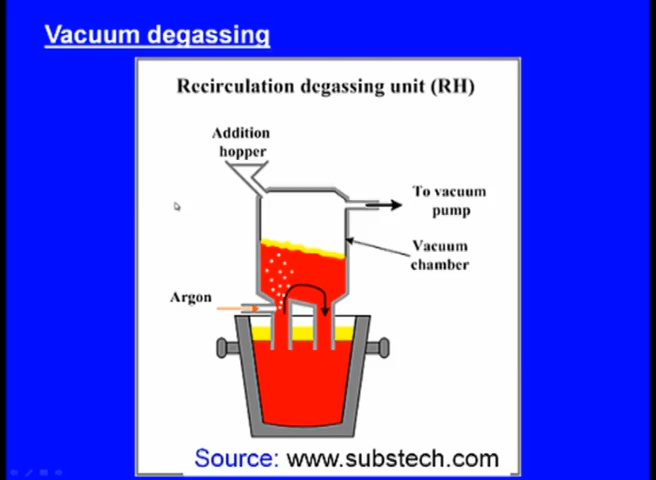 Vacuum degassing
Recirculation degassing unit (RH)
Addition
hopper
To vacuum
pump
Vacuum
chamber
Argon
Source: www.substech.com